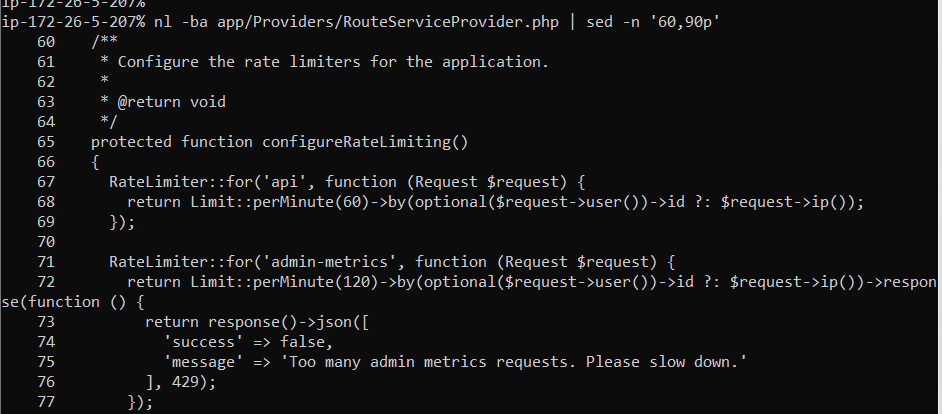 ip-172-26-5-207%
ip-172-26-5-207% nl -ba app/Providers/RouteServiceProvider.php | sed -n '60,90p'
    60    /**
    61     * Configure the rate limiters for the application.
    62     *
    63     * @return void
    64     */
    65    protected function configureRateLimiting()
    66    {
    67      RateLimiter::for('api', function (Request $request) {
    68        return Limit::perMinute(60)->by(optional($request->user())->id ?: $request->ip());
    69      });
    70
    71      RateLimiter::for('admin-metrics', function (Request $request) {
    72        return Limit::perMinute(120)->by(optional($request->user())->id ?: $request->ip())->respon
se(function () {
    73          return response()->json([
    74            'success' => false,
    75            'message' => 'Too many admin metrics requests. Please slow down.'
    76          ], 429);
    77        });